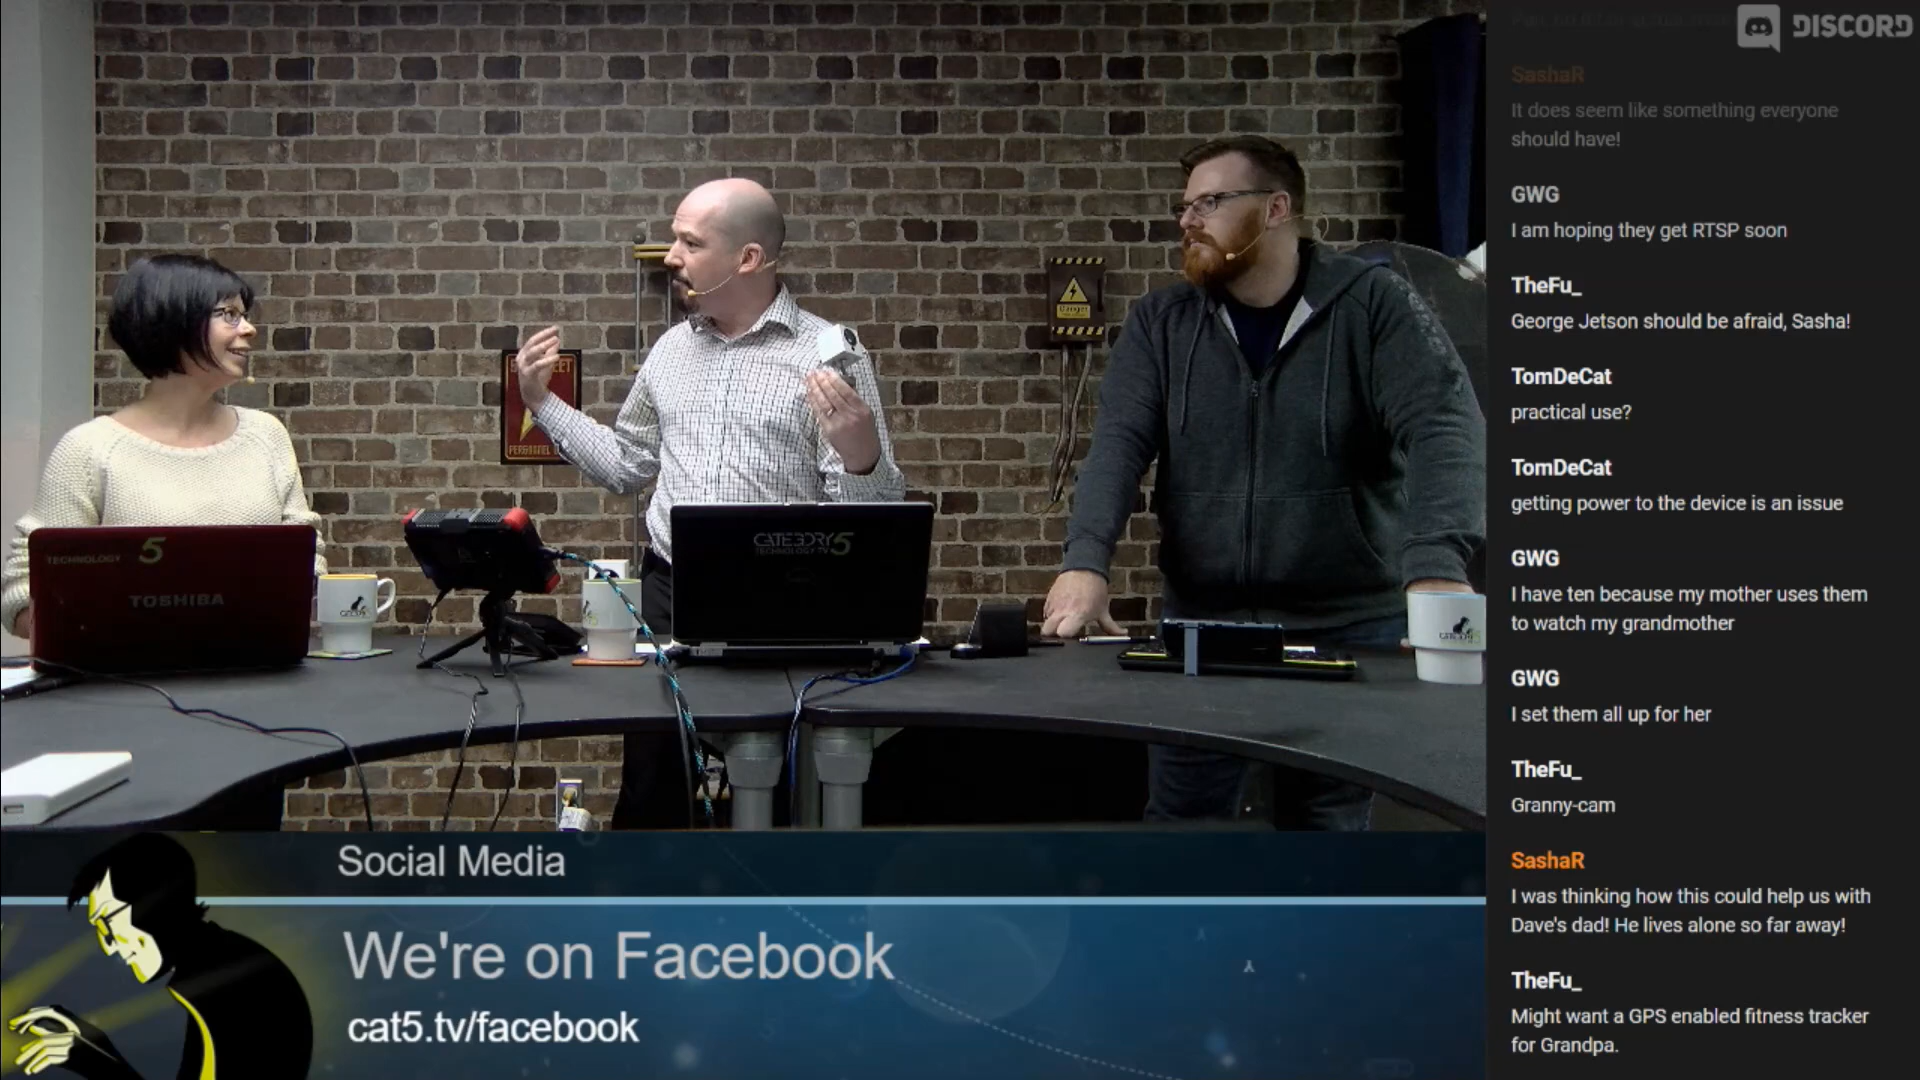 DISCORD
SashaR
It does seem like something everyone
should have!
GWG
I am hoping they get RTSP soon
TheFu_
George Jetson should be afraid, Sasha!
TomDeCat
practical use?
TomDeCat
getting power to the device is an issue
GWG
I have ten because my mother uses them
to watch my grandmother
GWG
I set them all up for her
TheFu_
Granny-cam
SashaR
I was thinking how this could help us with
Dave's dad! He lives alone so far away!
TheFu_
Might want a GPS enabled fitness tracker
for Grandpa.
Danger
TECHNOLOGY 5
TOSHIBA
CATEGORY5
TECHNOLOGY TV
Social Media
We're on Facebook
cat5.tv/facebook